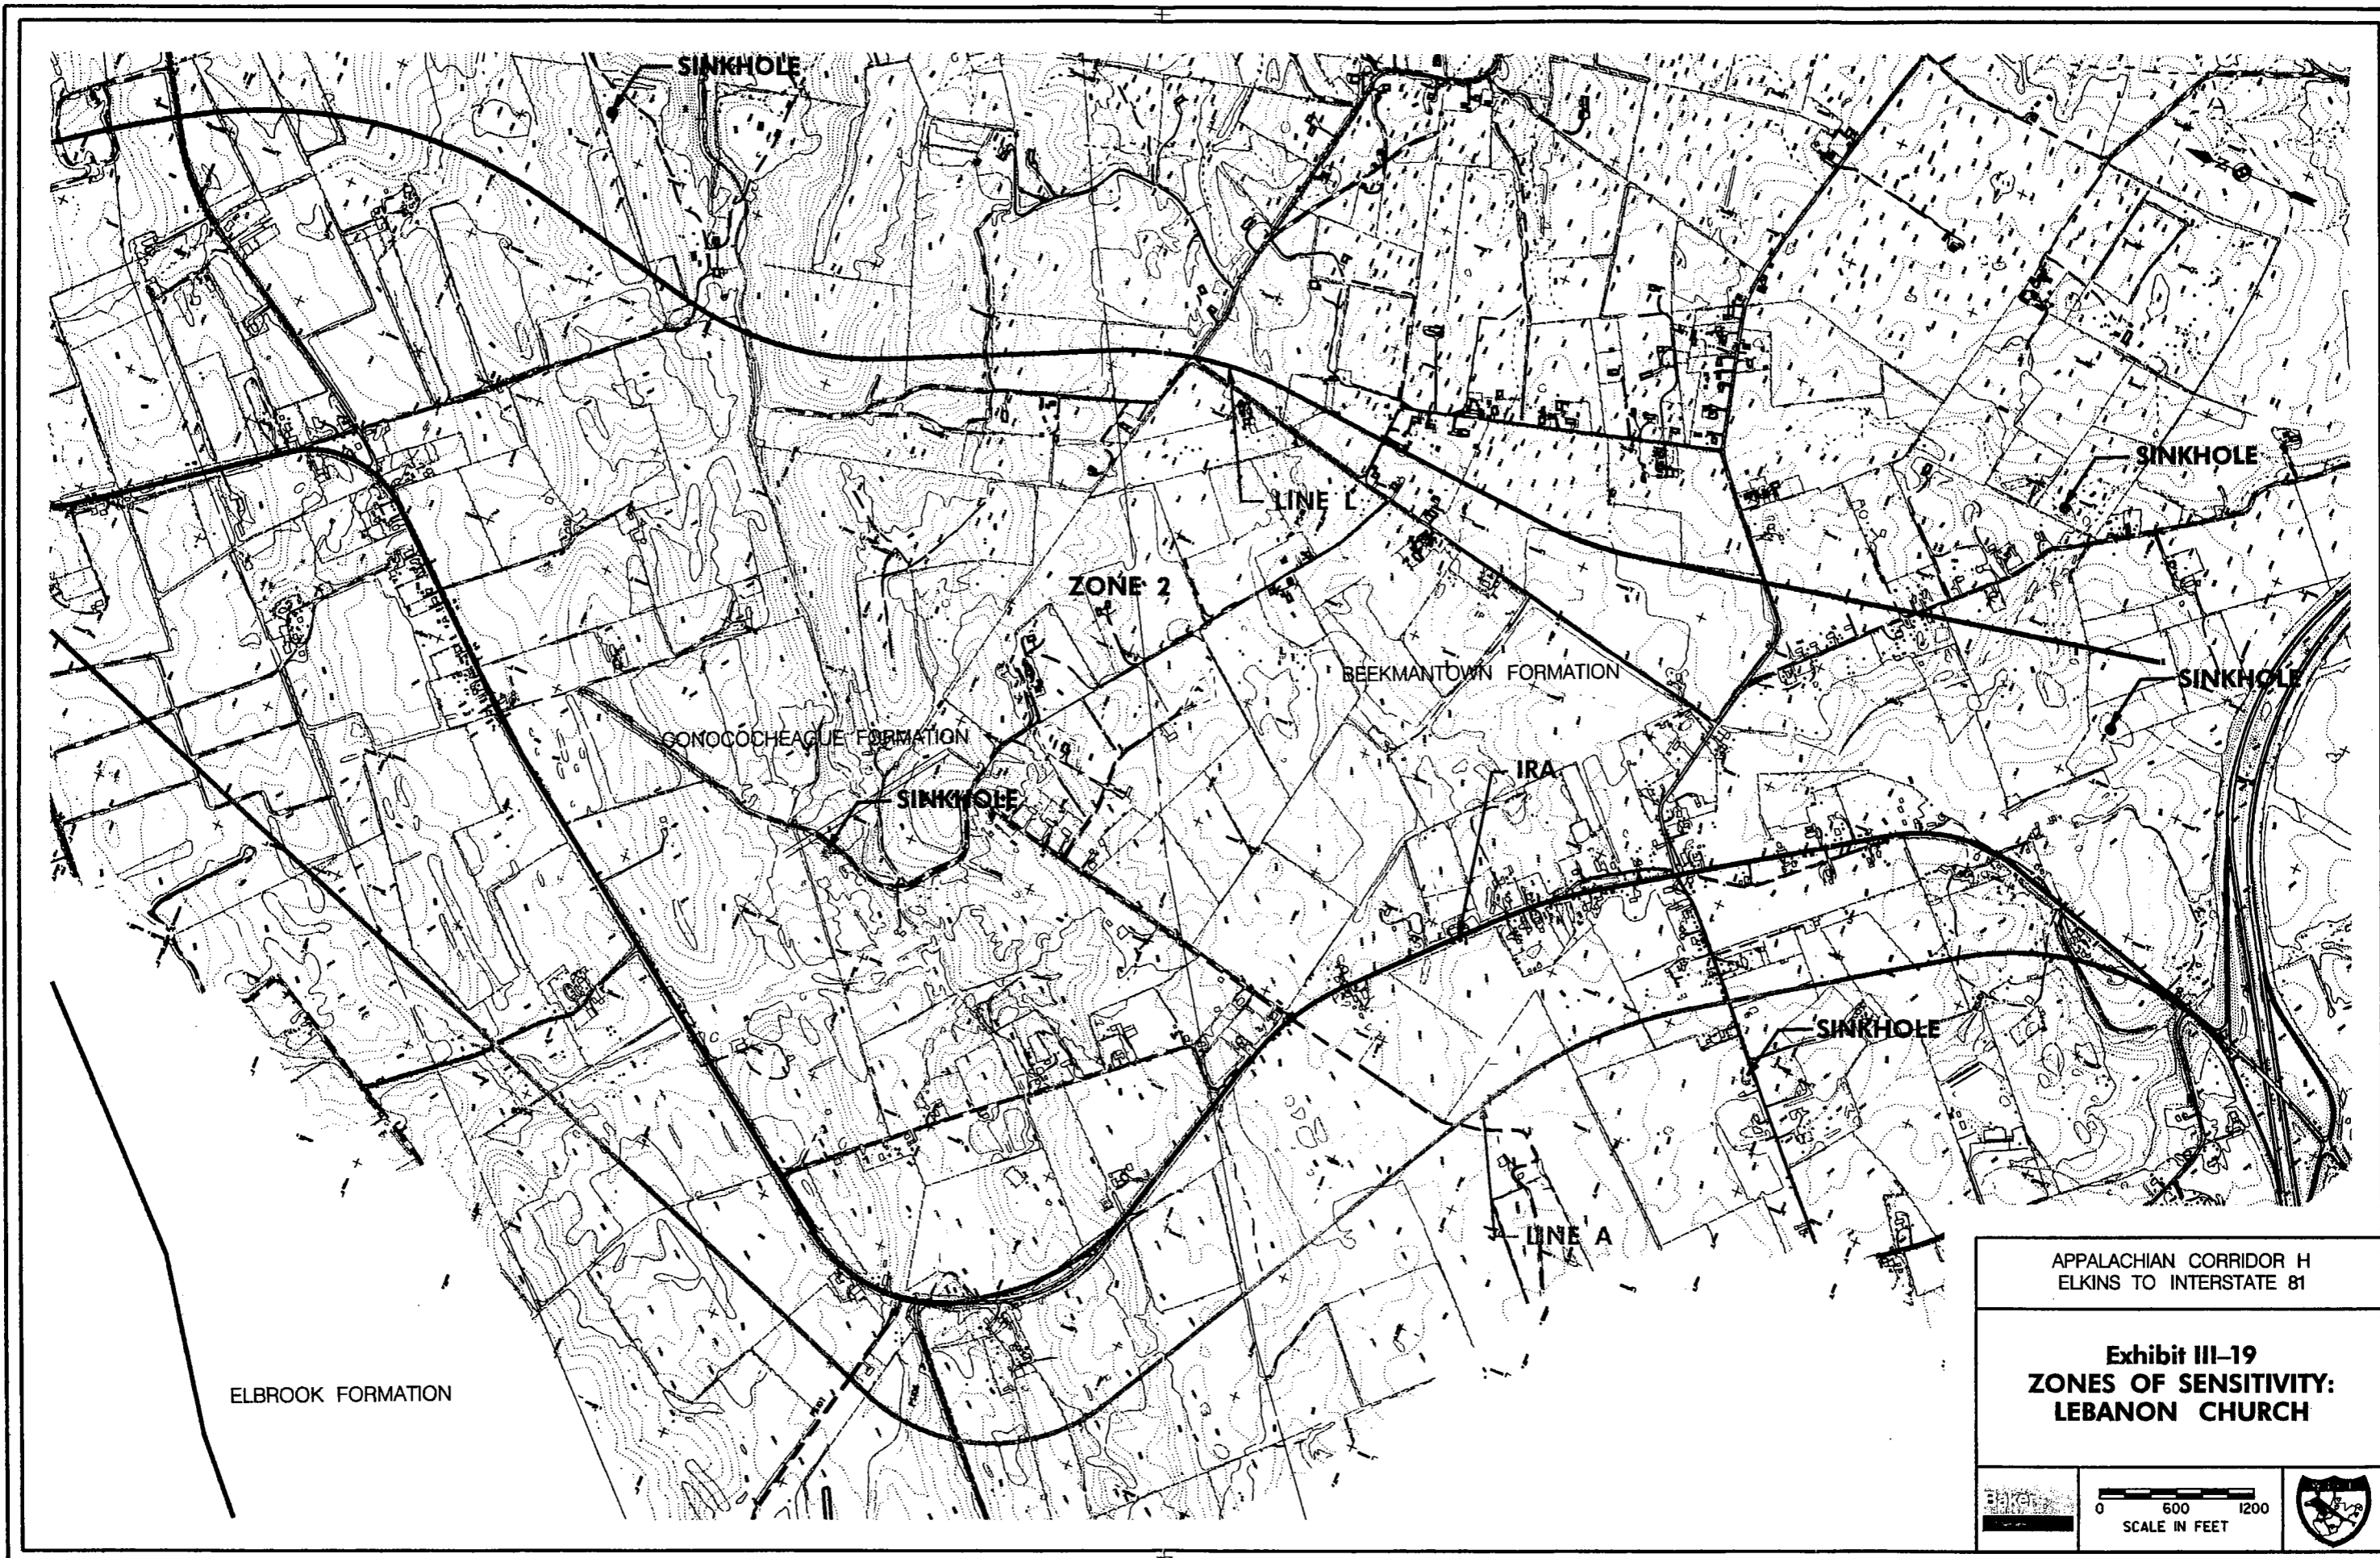 SINKHOLE
SINKHOLE
LINE L
ZONE 2
BEEKMANTOWN FORMATION
SINKHOLE
CONOCOCHEAGUE FORMATION
IRA
SINKHOLE
SINKHOLE
LINE A
ELBROOK FORMATION
APPALACHIAN CORRIDOR H
ELKINS TO INTERSTATE 81
Exhibit III-19
ZONES OF SENSITIVITY:
LEBANON CHURCH
Baker
0 600 1200
SCALE IN FEET